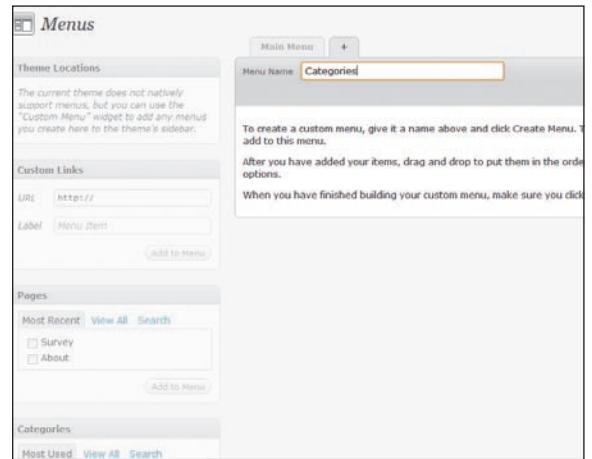 Menus
Theme Locations
The current theme does not natively
support menus, but you can use the
"Custom Menu" widget to add any menus
you create here to the theme's sidebar.
Custom Links
URL http://
Label Menu Item
Add to Menu
Pages
Most Recent View All Search
Survey
About
Add to Menu
Categories
Most Used View All Search
Main Menu +
Menu Name Categories
To create a custom menu, give it a name above and click Create Menu. T
add to this menu.
After you have added your items, drag and drop to put them in the orde
options.
When you have finished building your custom menu, make sure you click